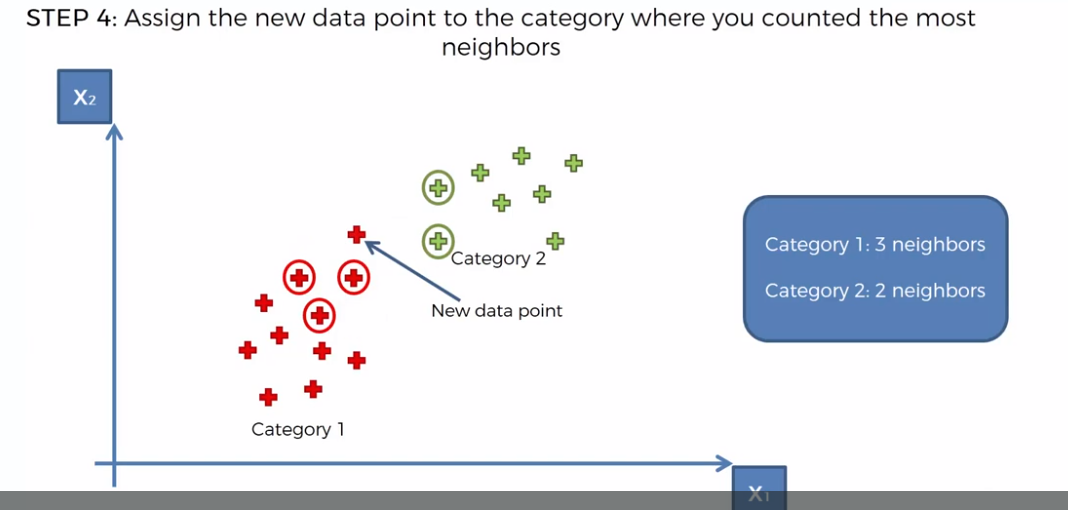 STEP 4: Assign the new data point to the category where you counted the most
neighbors
X2
Category 2
New data point
Category 1: 3 neighbors
Category 2: 2 neighbors
Category 1
X1